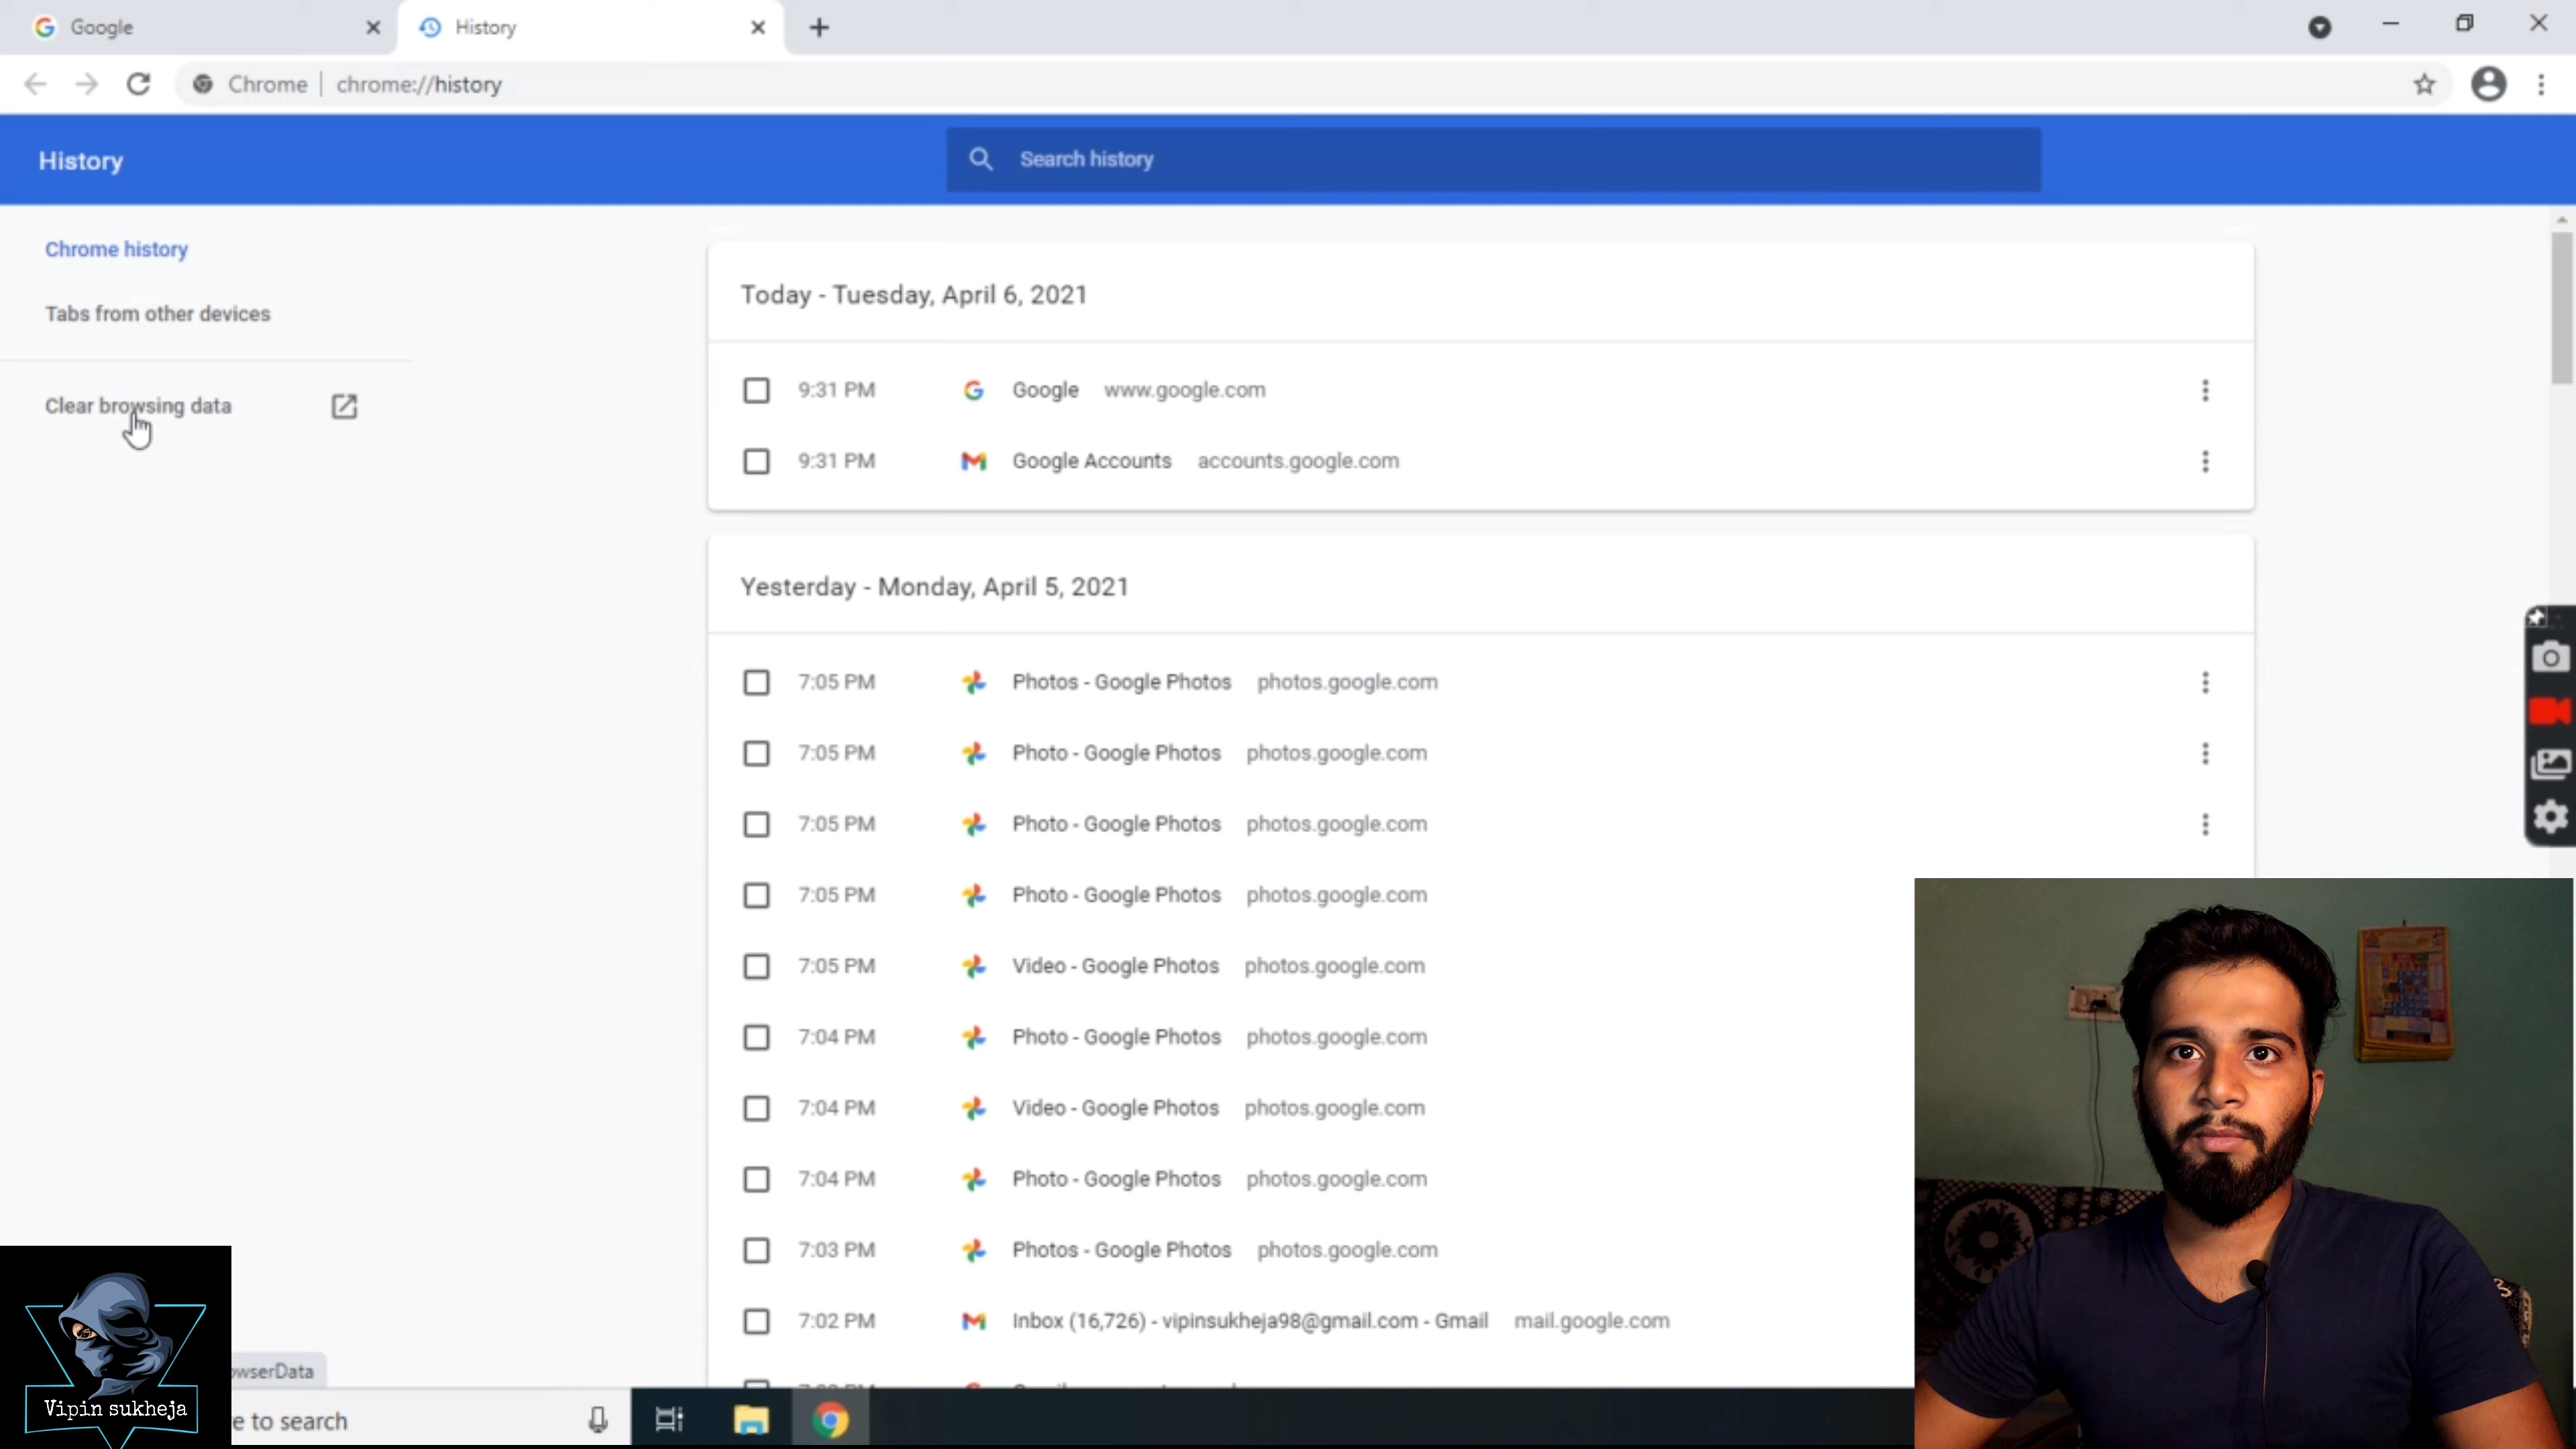 Google
History
Chrome | chrome://history
History
Search history
Chrome history
Tabs from other devices
Clear browsing data
Today - Tuesday, April 6, 2021
9:31 PM Google www.google.com
9:31 PM Google Accounts accounts.google.com
Yesterday - Monday, April 5, 2021
7:05 PM Photos - Google Photos photos.google.com
7:05 PM Photo - Google Photos photos.google.com
7:05 PM Photo - Google Photos photos.google.com
7:05 PM Photo - Google Photos photos.google.com
7:05 PM Video - Google Photos photos.google.com
7:04 PM Photo - Google Photos photos.google.com
7:04 PM Video - Google Photos photos.google.com
7:04 PM Photo - Google Photos photos.google.com
7:03 PM Photos - Google Photos photos.google.com
7:02 PM Inbox (16,726) - vipinsukheja98@gmail.com - Gmail mail.google.com
owserData
Vipin sukheja
e to search